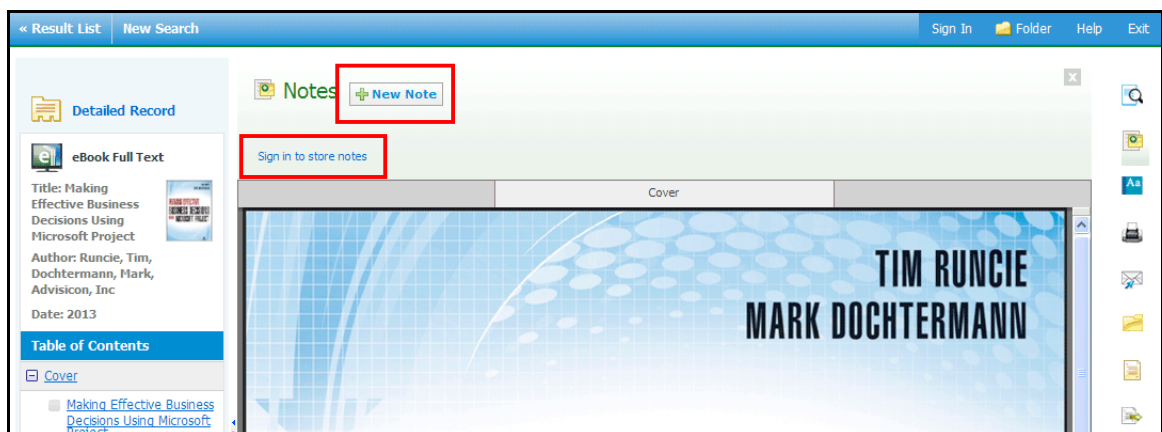 « Result List New Search Sign In Folder Help Exit
Detailed Record
eBook Full Text
Title: Making
Effective Business
Decisions Using
Microsoft Project
Author: Runcie, Tim,
Dochtermann, Mark,
Advisicon, Inc
Date: 2013
Table of Contents
Cover
Making Effective Business
Decisions Using Microsoft
Project
Notes New Note
Sign in to store notes
Cover
TIM RUNCIE
MARK DOCHTERMANN
Aa